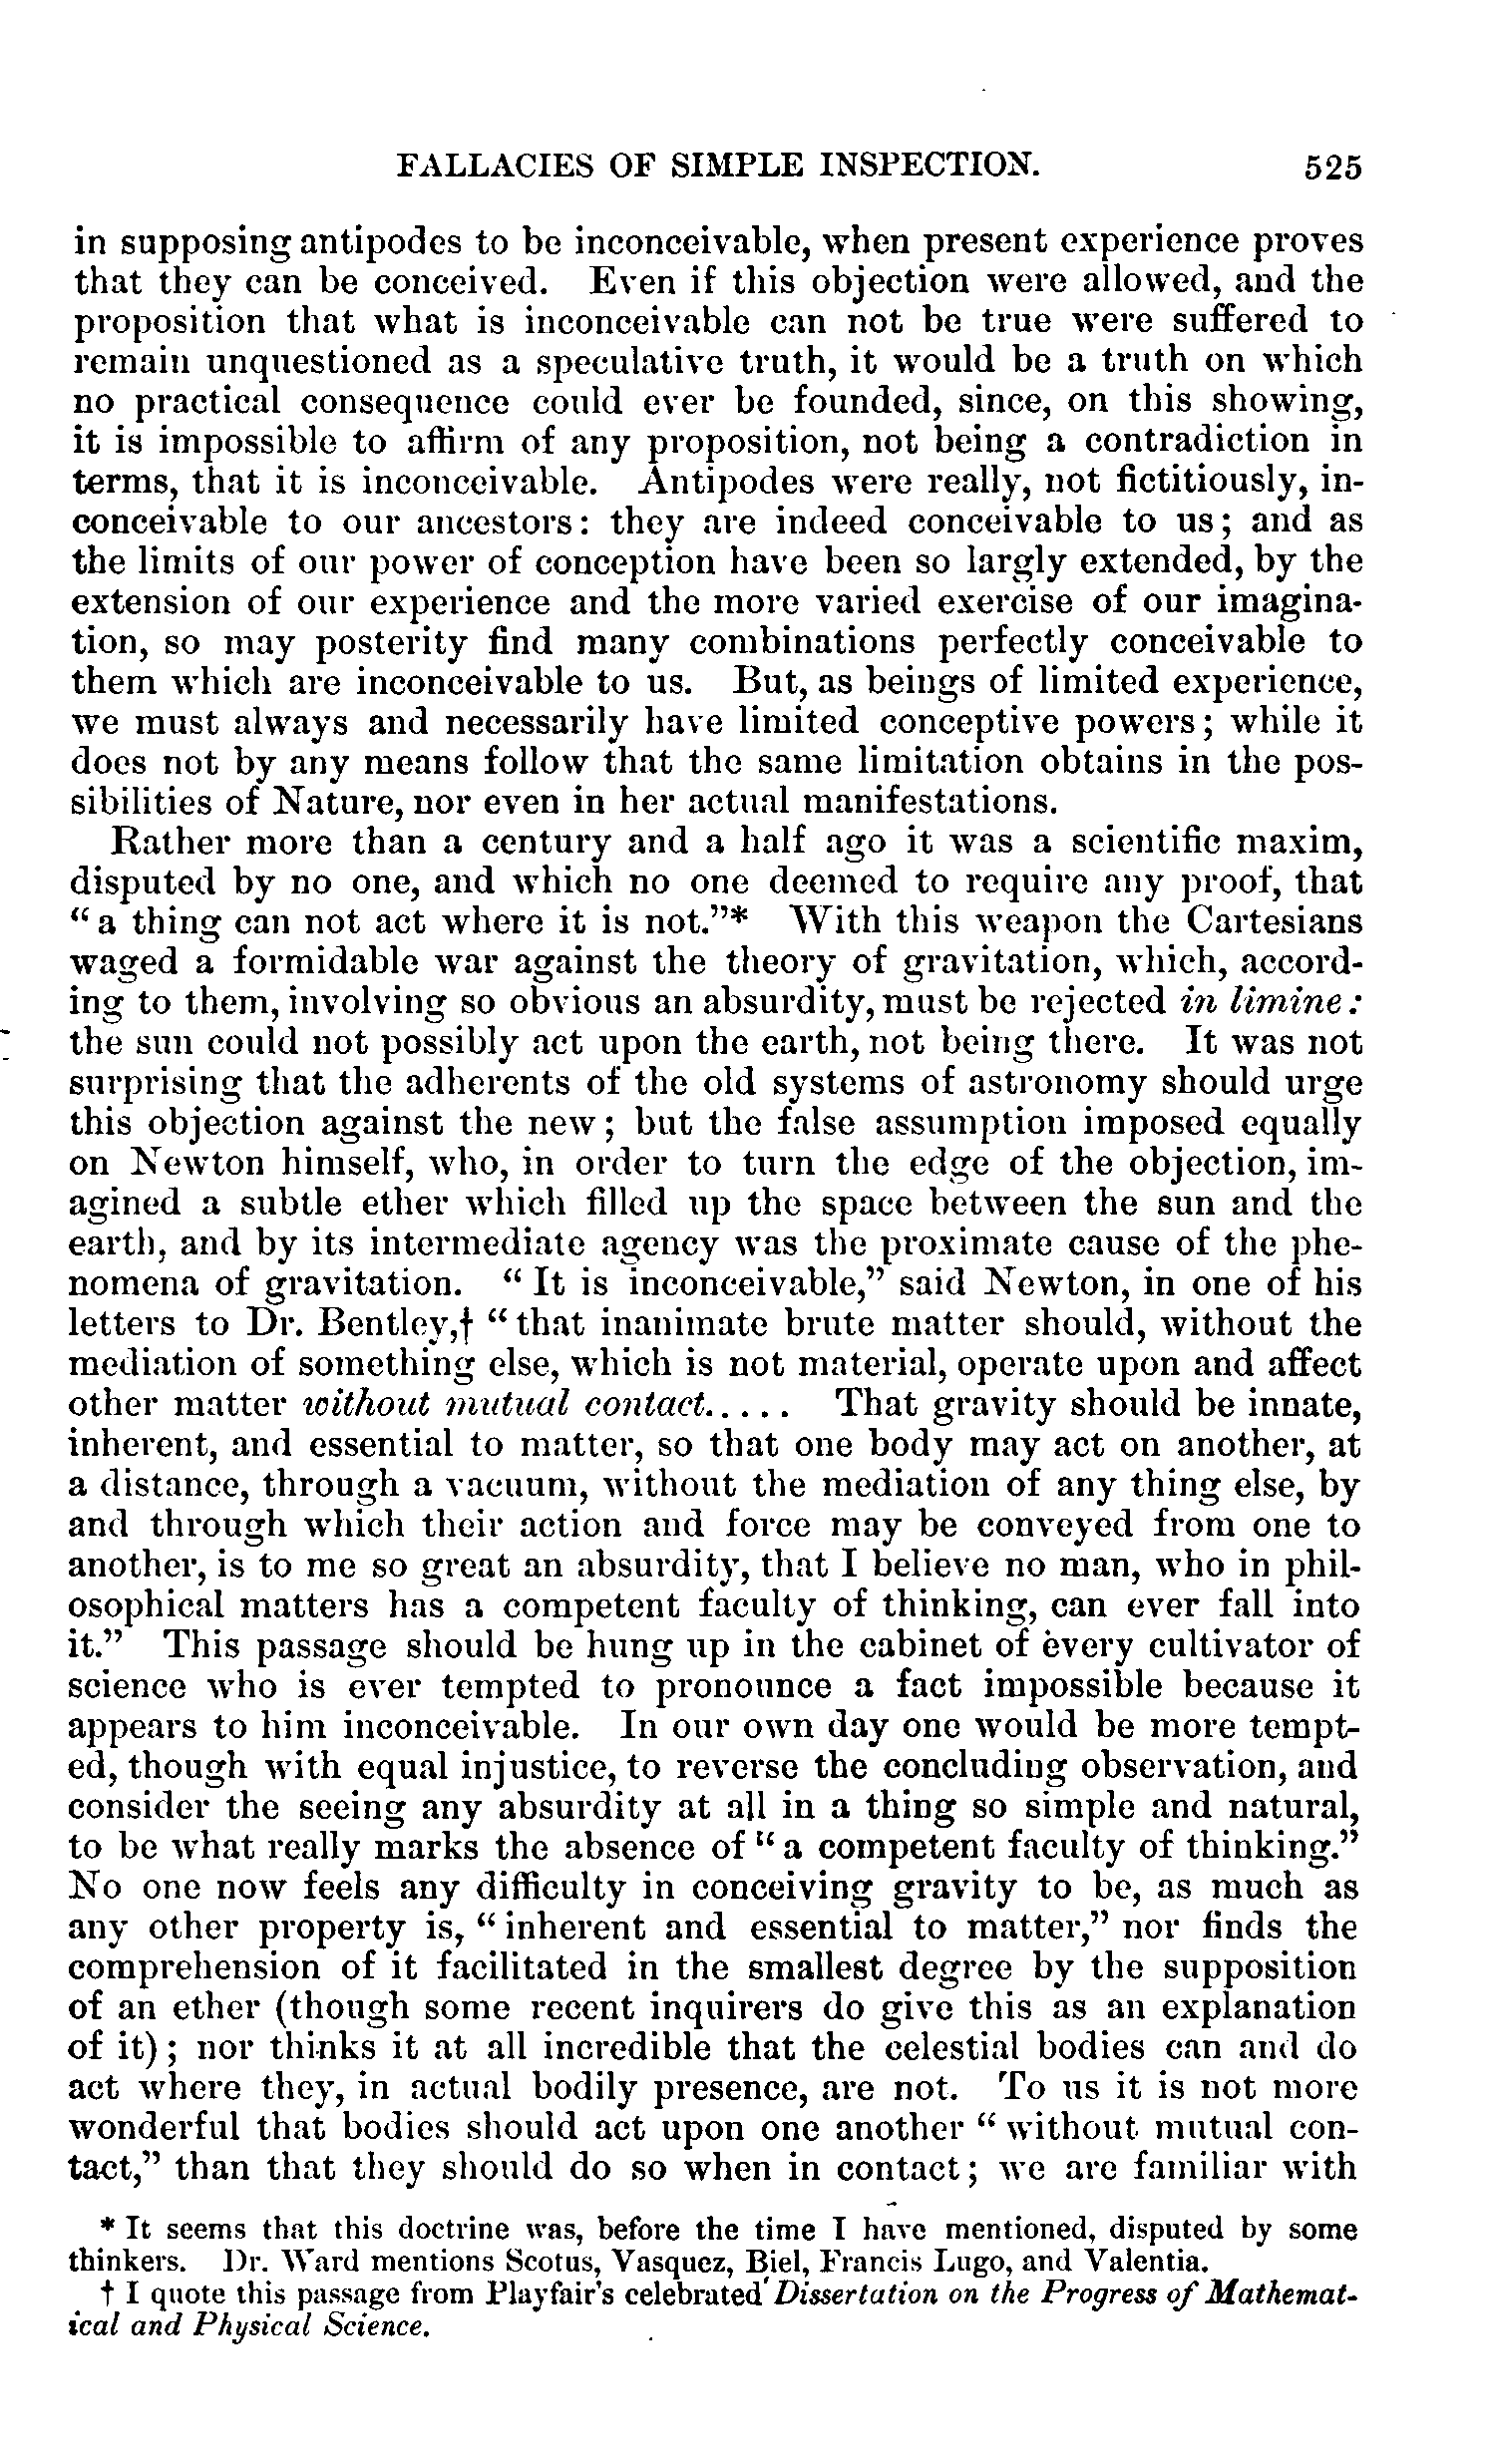 FALLACIES OF SIMPLE INSPECTION. 525
in supposing antipodes to be inconceivable, when present experience proves
that they can be conceived. Even if this objection were allowed, and the
proposition that what is inconceivable can not be true were suffered to
remain unquestioned as a speculative truth, it would be a truth on which
no practical consequence could ever be founded, since, on this showing,
it is impossible to affirm of any proposition, not being a contradiction in
terms, that it is inconceivable. Antipodes were really, not fictitiously, in-
conceivable to our ancestors: they are indeed conceivable to us; and as
the limits of our power of conception have been so largely extended, by the
extension of our experience and the more varied exercise of our imagina-
tion, so may posterity find many combinations perfectly conceivable to
them which are inconceivable to us. But, as beings of limited experience,
we must always and necessarily have limited conceptive powers; while it
does not by any means follow that the same limitation obtains in the pos-
sibilities of Nature, nor even in her actual manifestations.
Rather more than a century and a half ago it was a scientific maxim,
disputed by no one, and which no one deemed to require any proof, that
“a thing can not act where it is not.”* With this weapon the Cartesians
waged a formidable war against the theory of gravitation, which, accord-
ing to them, involving so obvious an absurdity, must be rejected in limine:
the sun could not possibly act upon the earth, not being there. It was not
surprising that the adherents of the old systems of astronomy should urge
this objection against the new; but the false assumption imposed equally
on Newton himself, who, in order to turn the edge of the objection, im-
agined a subtle ether which filled up the space between the sun and the
earth, and by its intermediate agency was the proximate cause of the phe-
nomena of gravitation. “It is inconceivable,” said Newton, in one of his
letters to Dr. Bentley,† “that inanimate brute matter should, without the
mediation of something else, which is not material, operate upon and affect
other matter without mutual contact..... That gravity should be innate,
inherent, and essential to matter, so that one body may act on another, at
a distance, through a vacuum, without the mediation of any thing else, by
and through which their action and force may be conveyed from one to
another, is to me so great an absurdity, that I believe no man, who in phil-
osophical matters has a competent faculty of thinking, can ever fall into
it.” This passage should be hung up in the cabinet of every cultivator of
science who is ever tempted to pronounce a fact impossible because it
appears to him inconceivable. In our own day one would be more tempt-
ed, though with equal injustice, to reverse the concluding observation, and
consider the seeing any absurdity at all in a thing so simple and natural,
to be what really marks the absence of “a competent faculty of thinking.”
No one now feels any difficulty in conceiving gravity to be, as much as
any other property is, “inherent and essential to matter,” nor finds the
comprehension of it facilitated in the smallest degree by the supposition
of an ether (though some recent inquirers do give this as an explanation
of it); nor thinks it at all incredible that the celestial bodies can and do
act where they, in actual bodily presence, are not. To us it is not more
wonderful that bodies should act upon one another “without mutual con-
tact,” than that they should do so when in contact; we are familiar with
* It seems that this doctrine was, before the time I have mentioned, disputed by some
thinkers. Dr. Ward mentions Scotus, Vasquez, Biel, Francis Lugo, and Valentia.
† I quote this passage from Playfair's celebrated Dissertation on the Progress of Mathemat-
ical and Physical Science.